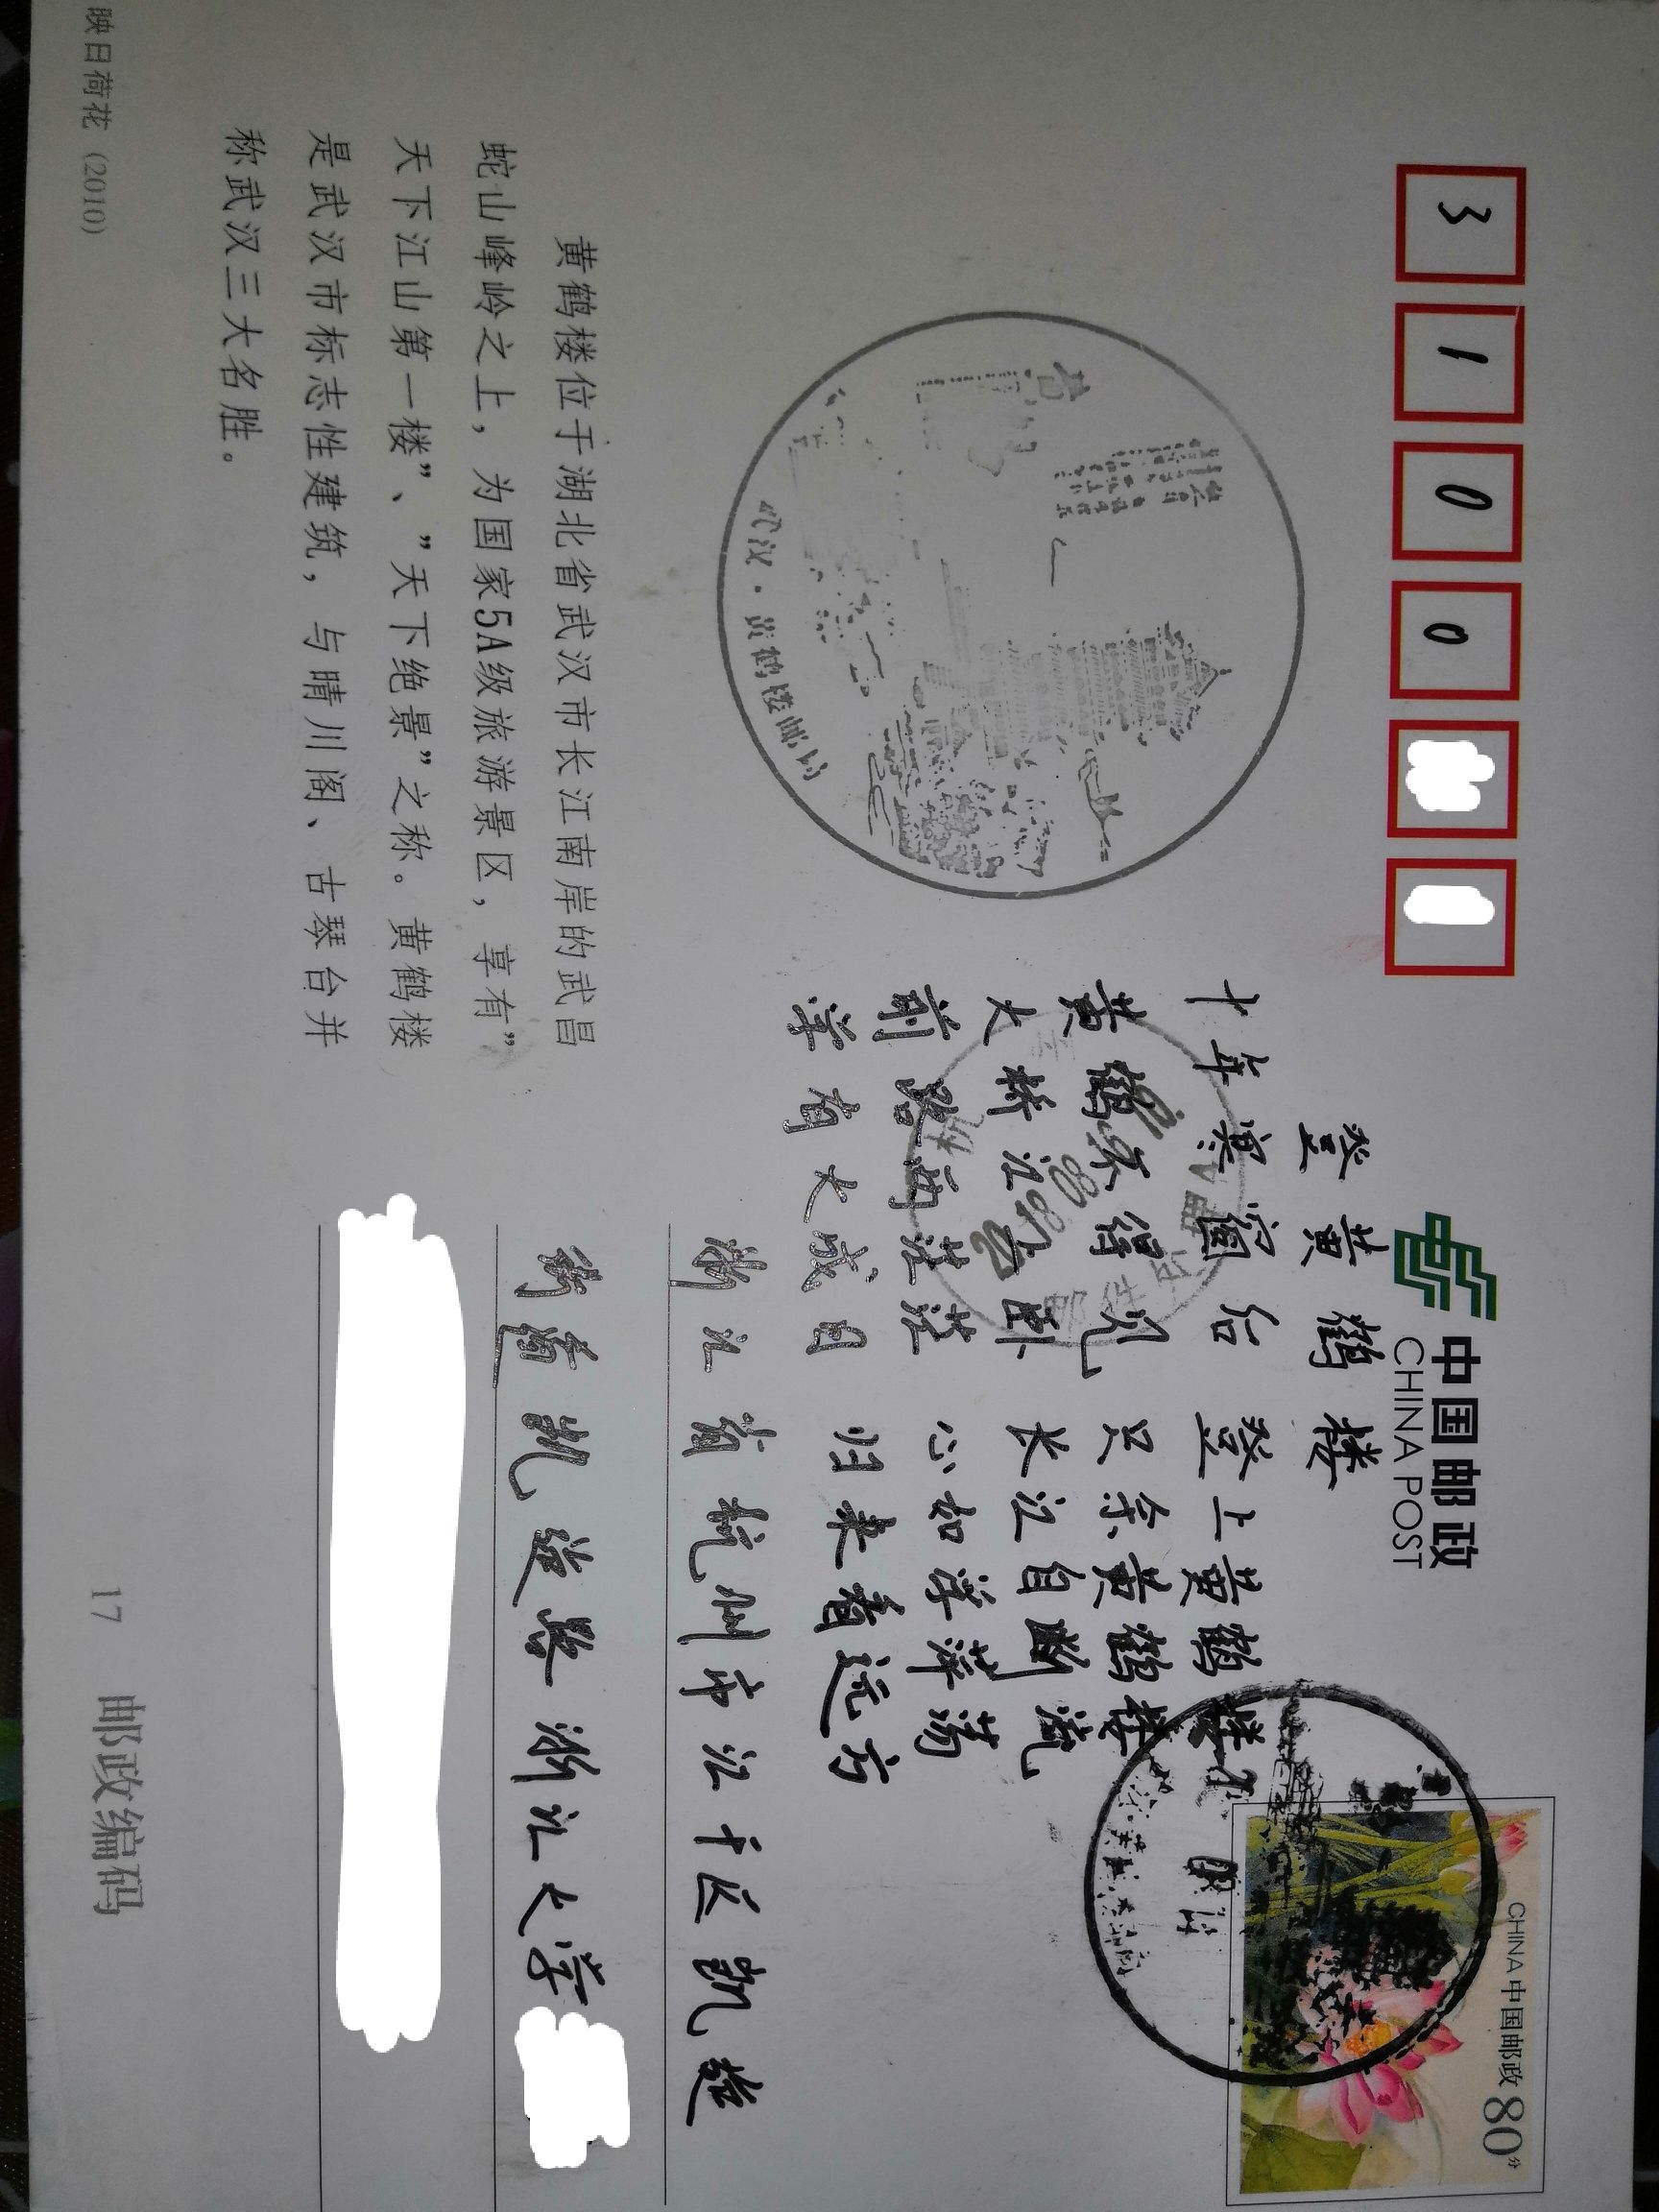 3 1 0 0
中国邮政
CHINA POST
CHINA 中国邮政 80分
登黄鹤楼
十年寒窗后 登上黄鹤楼
黄鹤不得见 只余黄鹤楼
大桥江上卧 长江自断流
前路两茫茫 心如浮萍荡
学有大成日 归来看远方
武汉·黄鹤楼邮局
浙江省杭州市江干区凯旋
街道凯旋路浙江大学
黄鹤楼位于湖北省武汉市长江南岸的武昌
蛇山峰岭之上，为国家5A级旅游景区，享有”
天下江山第一楼”、”天下绝景”之称。黄鹤楼
是武汉市标志性建筑，与晴川阁、古琴台并
称武汉三大名胜。
映日荷花 (2010)
17 邮政编码